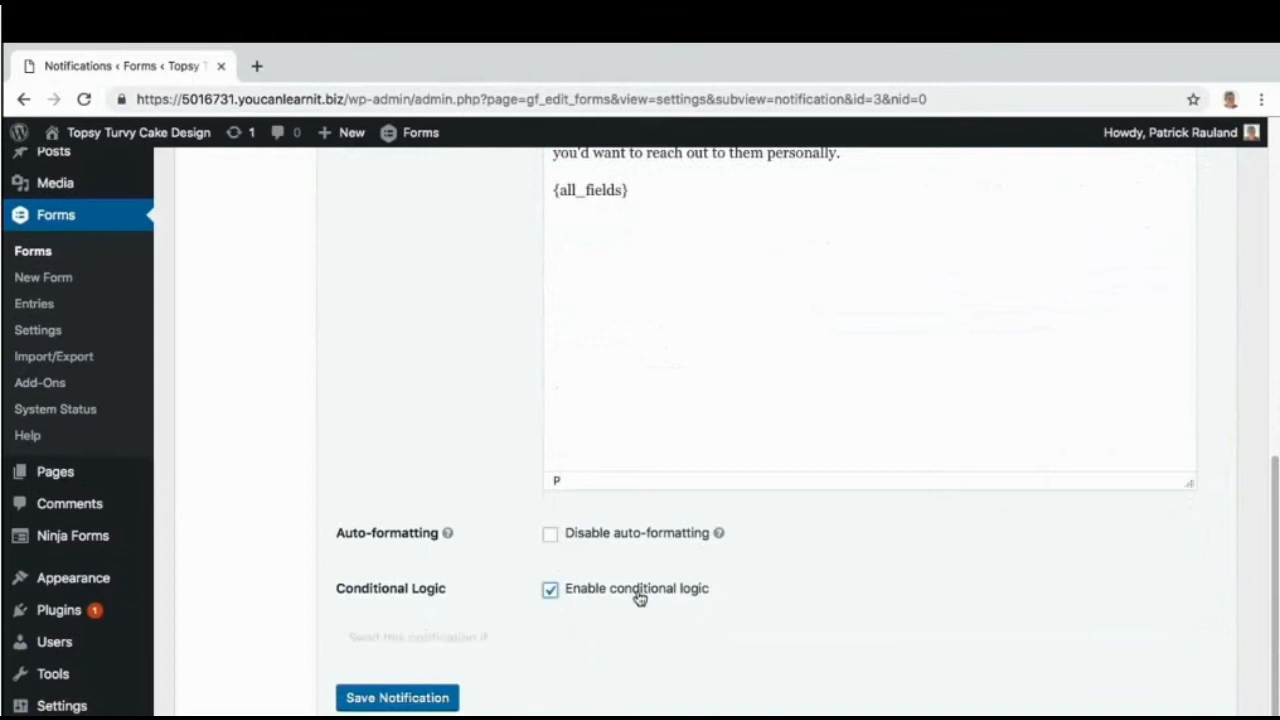 Notifications ‹ Forms ‹ Topsy T
https://5016731.youcanlearnit.biz/wp-admin/admin.php?page=gf_edit_forms&view=settings&subview=notification&id=3&nid=0
Topsy Turvy Cake Design 1 0 New Forms Howdy, Patrick Rauland
Posts
Media
Forms
Forms
New Form
Entries
Settings
Import/Export
Add-Ons
System Status
Help
Pages
Comments
Ninja Forms
Appearance
Plugins 1
Users
Tools
Settings
you'd want to reach out to them personally.
{all_fields}
P
Auto-formatting Disable auto-formatting
Conditional Logic Enable conditional logic
Send this notification if
Save Notification